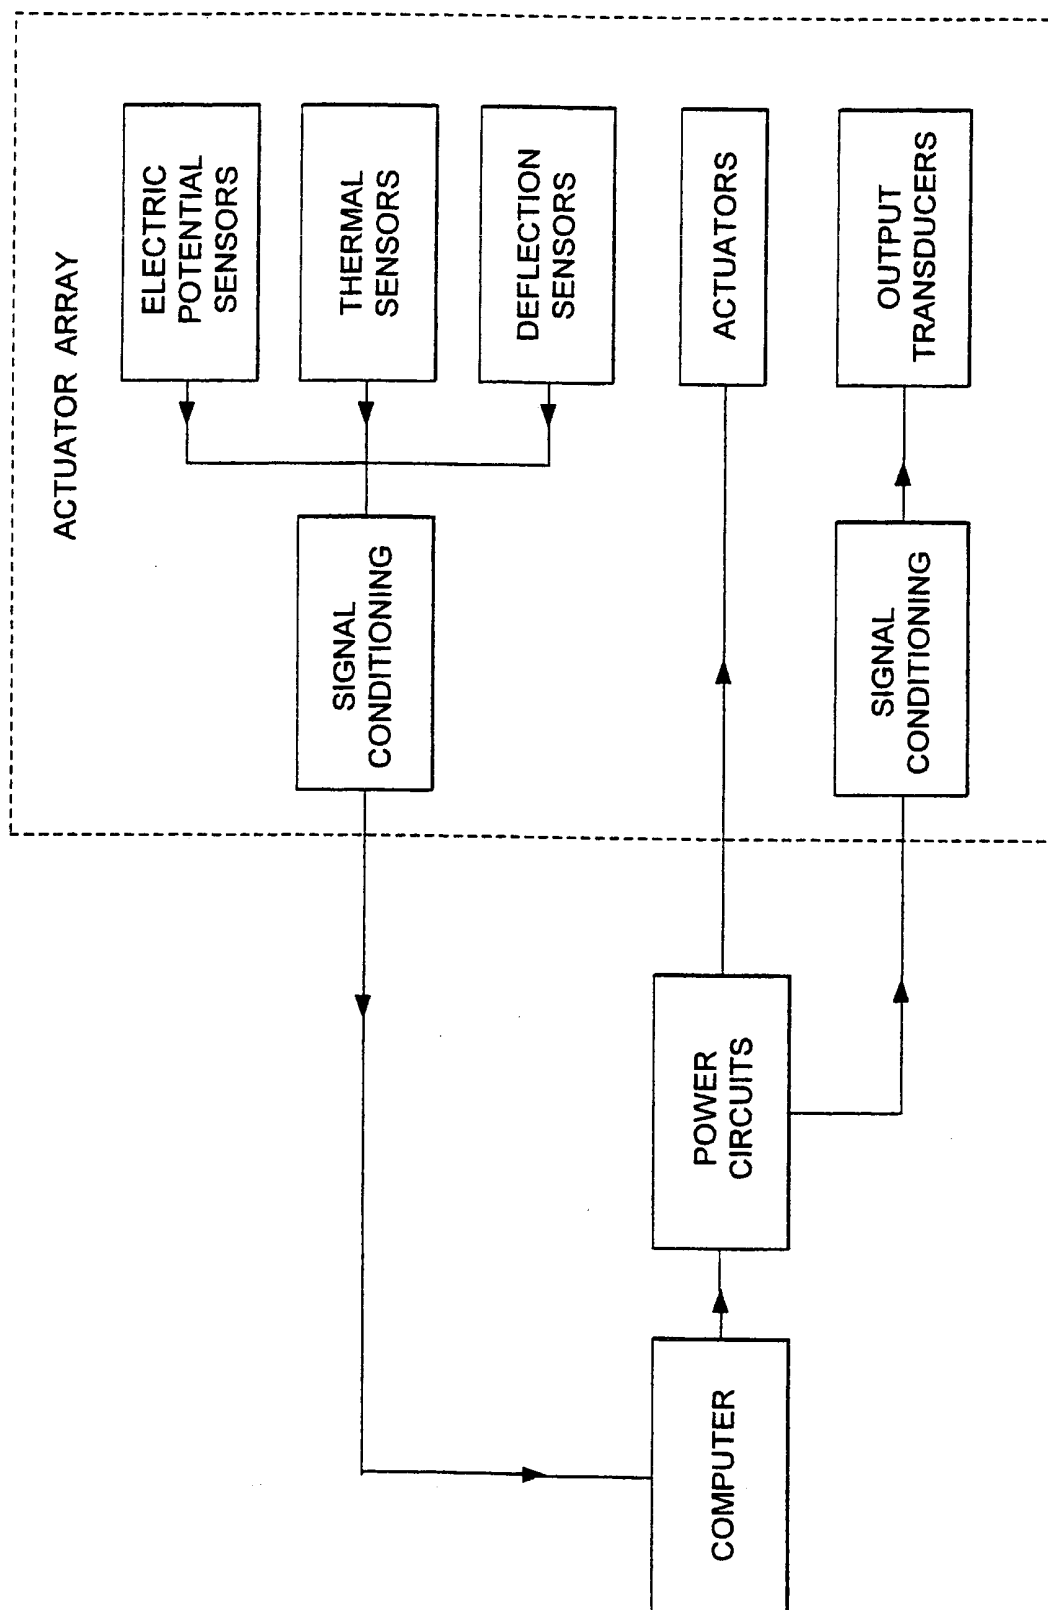 ACTUATOR ARRAY
ELECTRIC
POTENTIAL
SENSORS
THERMAL
SENSORS
DEFLECTION
SENSORS
ACTUATORS
OUTPUT
TRANSDUCERS
SIGNAL
CONDITIONING
SIGNAL
CONDITIONING
POWER
CIRCUITS
COMPUTER